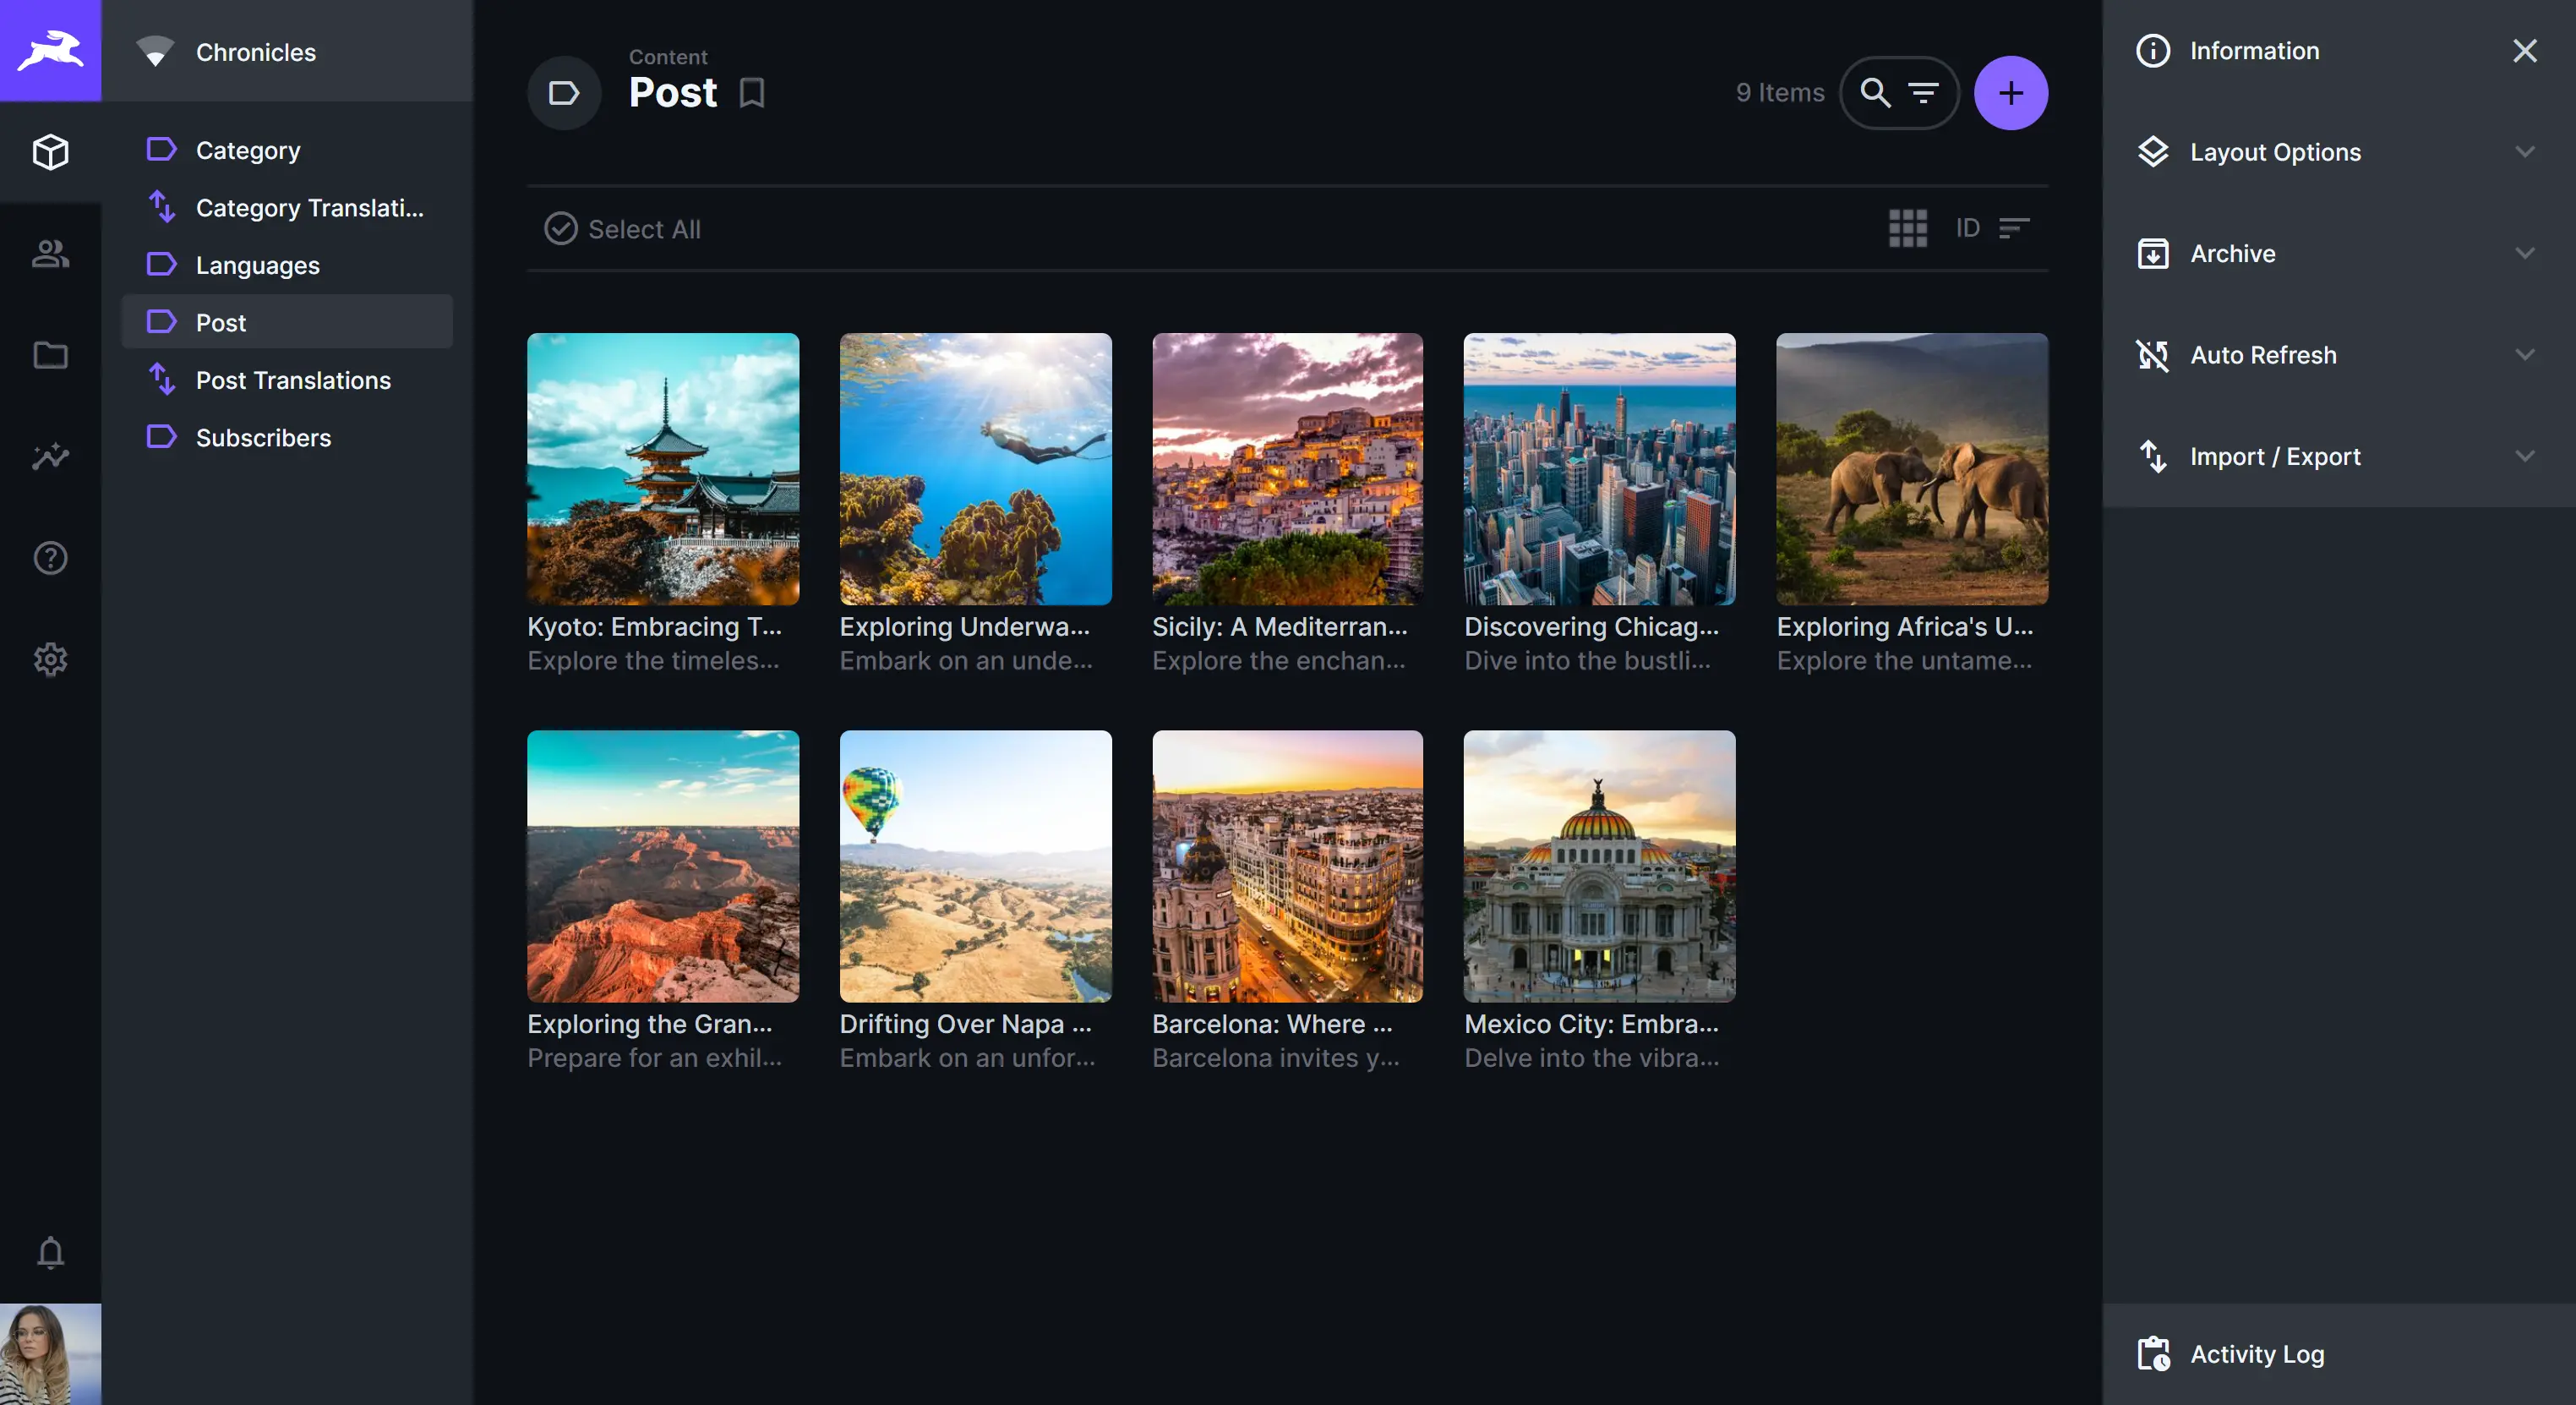 Chronicles
Category
Category Translati...
Languages
Post
Post Translations
Subscribers
Content
Post
9 Items
Select All
ID
Kyoto: Embracing T...
Explore the timeles...
Exploring Underwa...
Embark on an unde...
Sicily: A Mediterran...
Explore the enchan...
Discovering Chicag...
Dive into the bustli...
Exploring Africa's U...
Explore the untame...
Exploring the Gran...
Prepare for an exhil...
Drifting Over Napa ...
Embark on an unfor...
Barcelona: Where ...
Barcelona invites y...
Mexico City: Embra...
Delve into the vibra...
Information
Layout Options
Archive
Auto Refresh
Import / Export
Activity Log